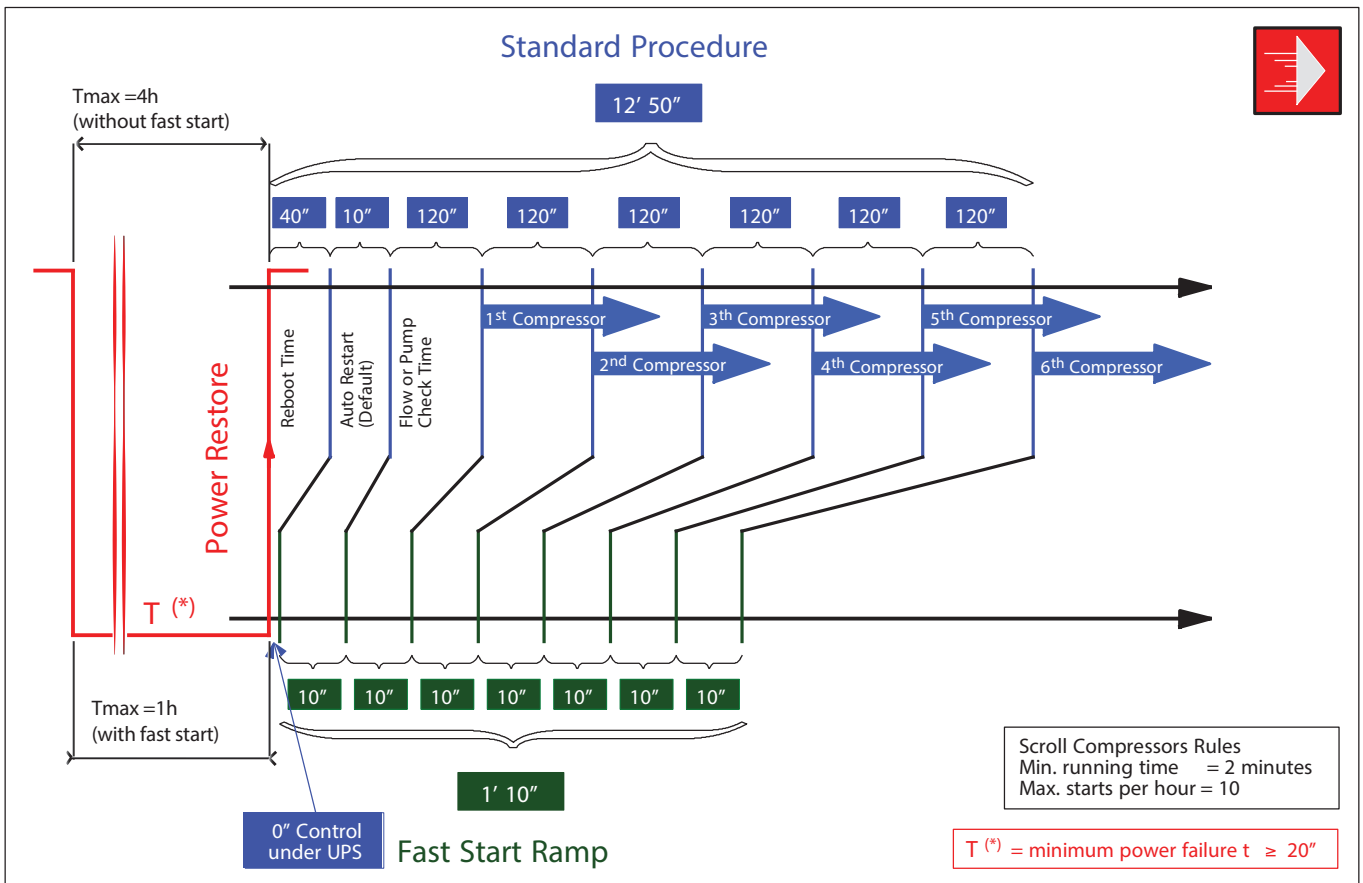 Standard Procedure
Tmax =4h
(without fast start)
12’ 50”
40”
10”
120”
120”
120”
120”
120”
120”
Power Restore
Reboot Time
Auto Restart
(Default)
Flow or Pump
Check Time
1st Compressor
2nd Compressor
3th Compressor
4th Compressor
5th Compressor
6th Compressor
T (*)
Tmax =1h
(with fast start)
10”
10”
10”
10”
10”
10”
10”
1’ 10”
0” Control
under UPS
Fast Start Ramp
Scroll Compressors Rules
Min. running time = 2 minutes
Max. starts per hour = 10
T (*) = minimum power failure t ≥ 20”